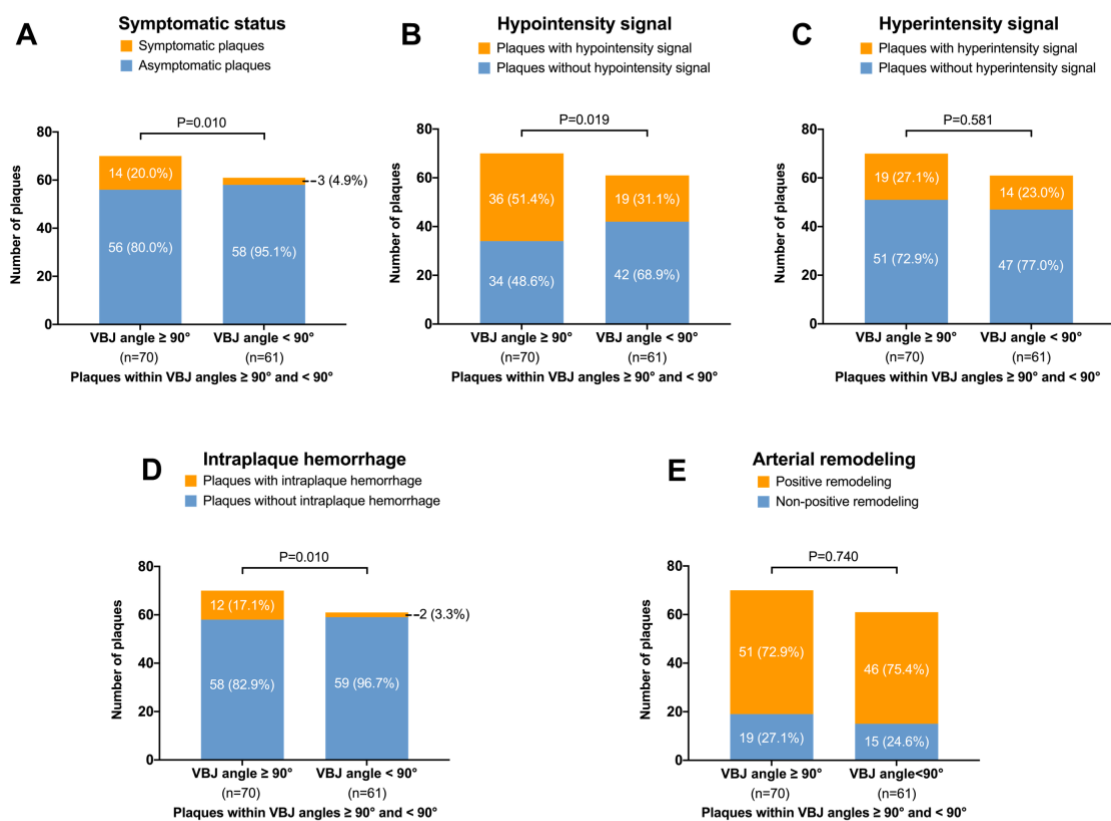 A
Symptomatic status
Symptomatic plaques
Asymptomatic plaques
P=0.010
Number of plaques
80
60
40
20
0
14 (20.0%)
3 (4.9%)
56 (80.0%)
58 (95.1%)
VBJ angle ≥ 90°
VBJ angle < 90°
(n=70)
(n=61)
Plaques within VBJ angles ≥ 90° and < 90°
B
Hypointensity signal
Plaques with hypointensity signal
Plaques without hypointensity signal
P=0.019
Number of plaques
80
60
40
20
0
36 (51.4%)
19 (31.1%)
34 (48.6%)
42 (68.9%)
VBJ angle ≥ 90°
VBJ angle < 90°
(n=70)
(n=61)
Plaques within VBJ angles ≥ 90° and < 90°
C
Hyperintensity signal
Plaques with hyperintensity signal
Plaques without hyperintensity signal
P=0.581
Number of plaques
80
60
40
20
0
19 (27.1%)
14 (23.0%)
51 (72.9%)
47 (77.0%)
VBJ angle ≥ 90°
VBJ angle < 90°
(n=70)
(n=61)
Plaques within VBJ angles ≥ 90° and < 90°
D
Intraplaque hemorrhage
Plaques with intraplaque hemorrhage
Plaques without intraplaque hemorrhage
P=0.010
Number of plaques
80
60
40
20
0
12 (17.1%)
2 (3.3%)
58 (82.9%)
59 (96.7%)
VBJ angle ≥ 90°
VBJ angle < 90°
(n=70)
(n=61)
Plaques within VBJ angles ≥ 90° and < 90°
E
Arterial remodeling
Positive remodeling
Non-positive remodeling
P=0.740
Number of plaques
80
60
40
20
0
51 (72.9%)
46 (75.4%)
19 (27.1%)
15 (24.6%)
VBJ angle ≥ 90°
VBJ angle<90°
(n=70)
(n=61)
Plaques within VBJ angles ≥ 90° and < 90°